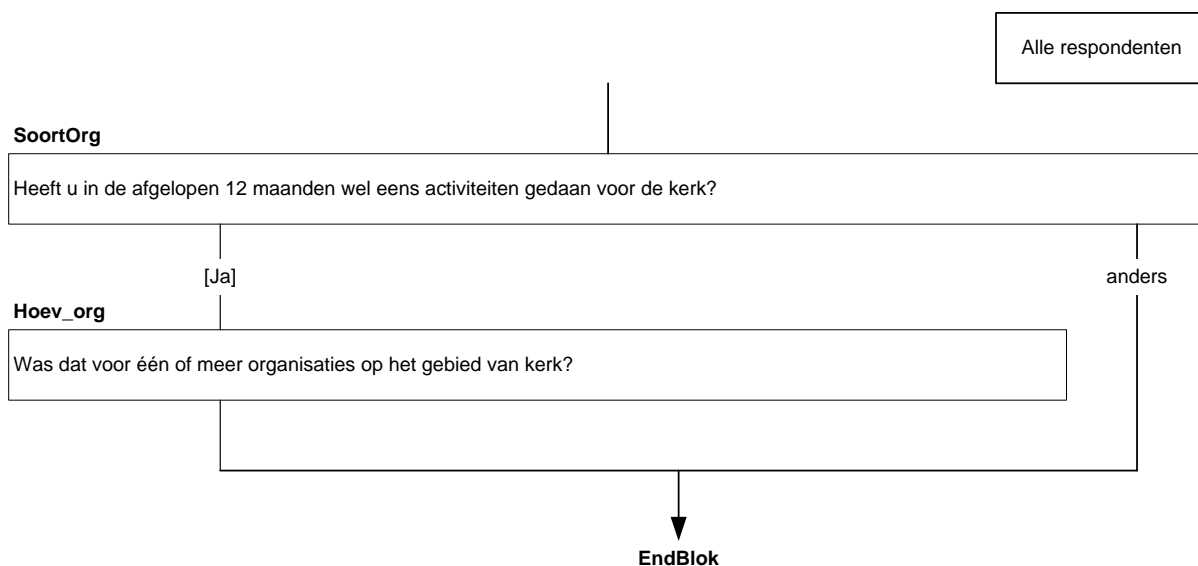 Alle respondenten
SoortOrg
Heeft u in de afgelopen 12 maanden wel eens activiteiten gedaan voor de kerk?
[Ja]
anders
Hoev_org
Was dat voor één of meer organisaties op het gebied van kerk?
EndBlok